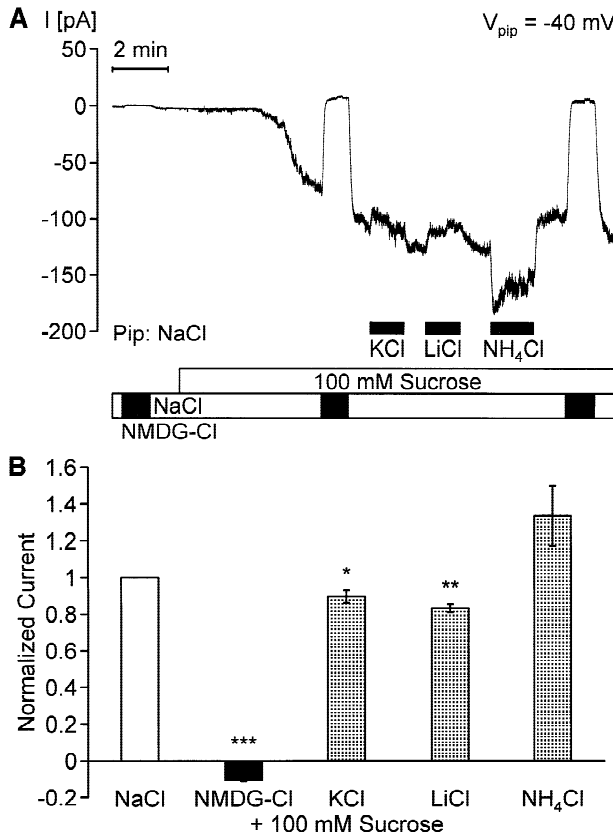 A I [pA] V_pip = -40 mV
50
2 min
0
-50
-100
-150
-200
Pip: NaCl
KCl LiCl NH₄Cl
100 mM Sucrose
NaCl
NMDG-Cl
B
Normalized Current
1.6
1.4
1.2
1
0.8
0.6
0.4
0.2
0
-0.2
*
**
***
NaCl NMDG-Cl KCl LiCl NH₄Cl
+ 100 mM Sucrose